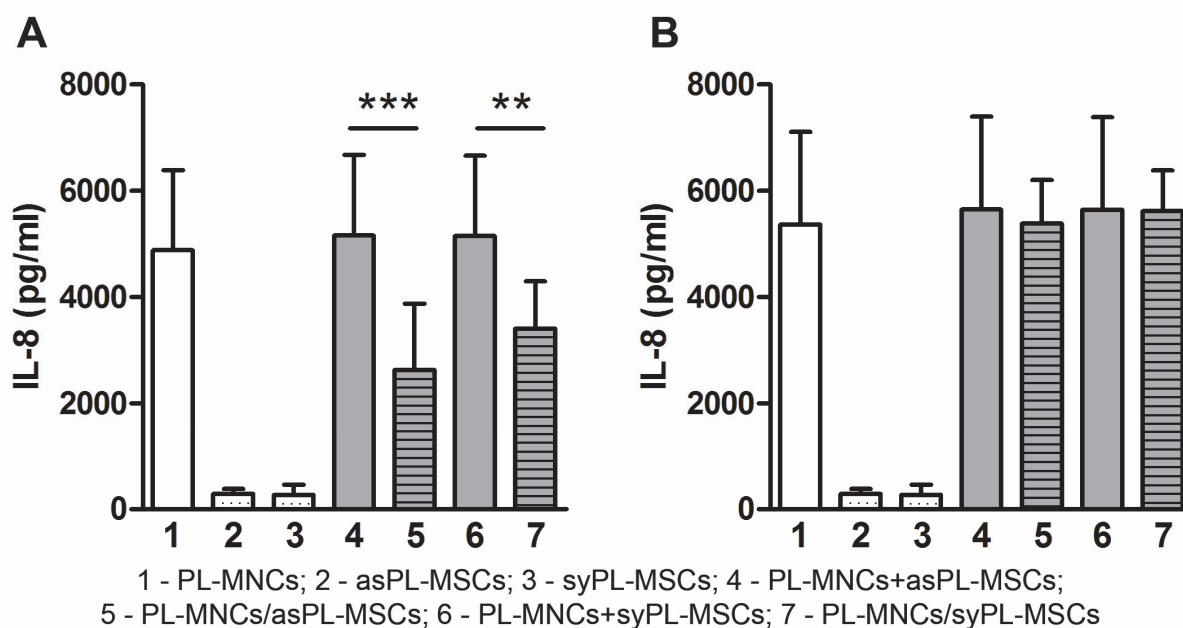 A
B
8000
6000
4000
2000
0
IL-8 (pg/ml)
*** **
1 2 3 4 5 6 7
8000
6000
4000
2000
0
IL-8 (pg/ml)
1 2 3 4 5 6 7
1 - PL-MNCs; 2 - asPL-MSCs; 3 - syPL-MSCs; 4 - PL-MNCs+asPL-MSCs;
5 - PL-MNCs/asPL-MSCs; 6 - PL-MNCs+syPL-MSCs; 7 - PL-MNCs/syPL-MSCs